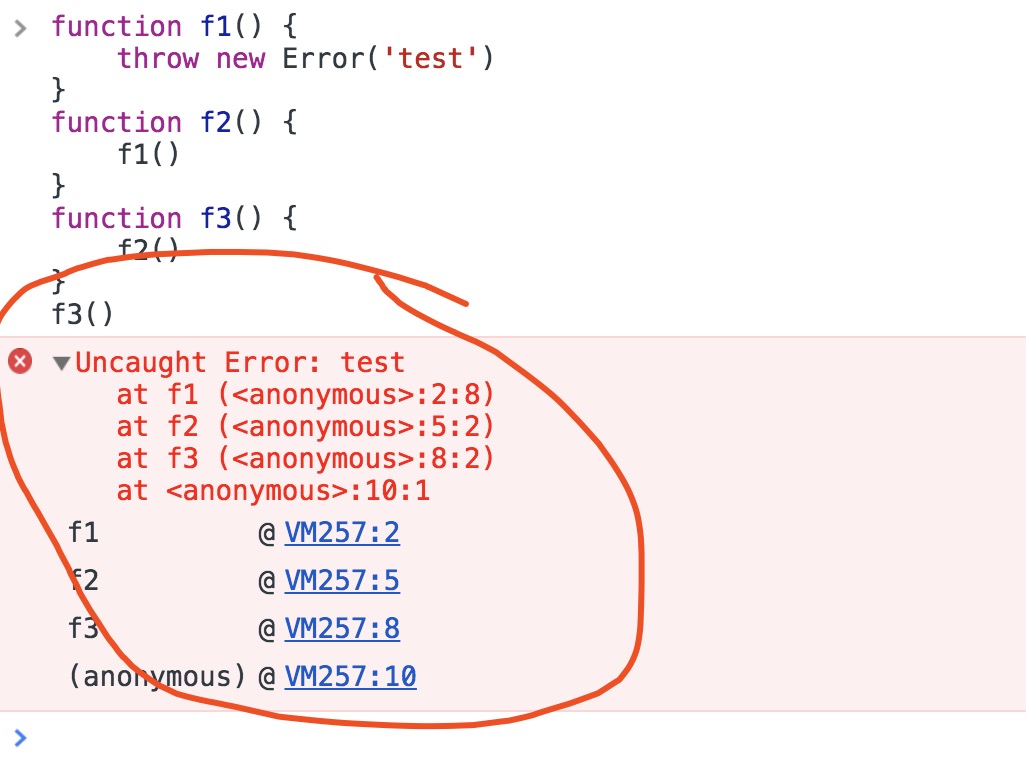 function f1() {
throw new Error('test')
}
function f2() {
f1()
}
function f3() {
f2()
}
f3()
Uncaught Error: test
at f1 (<anonymous>:2:8)
at f2 (<anonymous>:5:2)
at f3 (<anonymous>:8:2)
at <anonymous>:10:1
f1 @ VM257:2
f2 @ VM257:5
f3 @ VM257:8
(anonymous) @ VM257:10